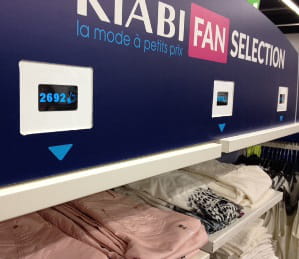 KIABI FAN SELECTION
la mode à petits prix
2692